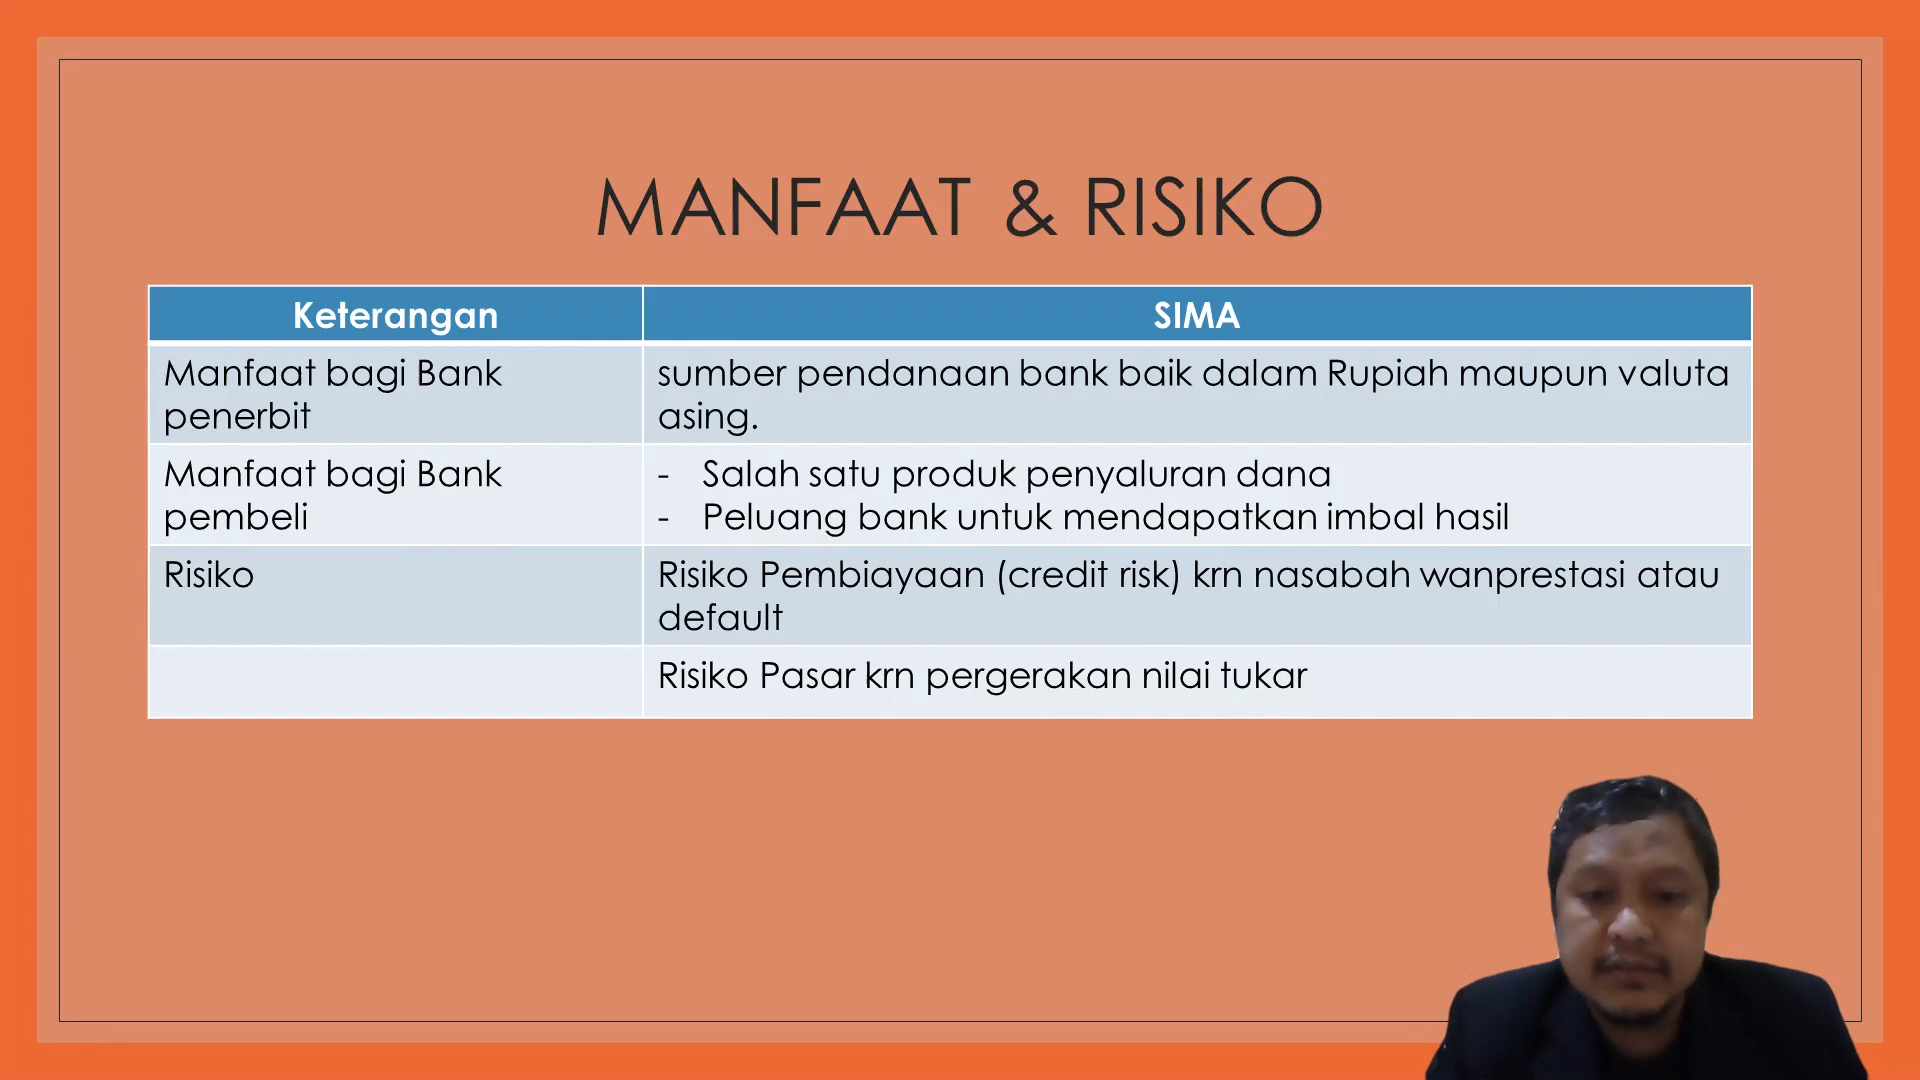 MANFAAT & RISIKO
Keterangan
SIMA
Manfaat bagi Bank
penerbit
sumber pendanaan bank baik dalam Rupiah maupun valuta
asing.
Manfaat bagi Bank
pembeli
- Salah satu produk penyaluran dana
- Peluang bank untuk mendapatkan imbal hasil
Risiko
Risiko Pembiayaan (credit risk) krn nasabah wanprestasi atau
default
Risiko Pasar krn pergerakan nilai tukar